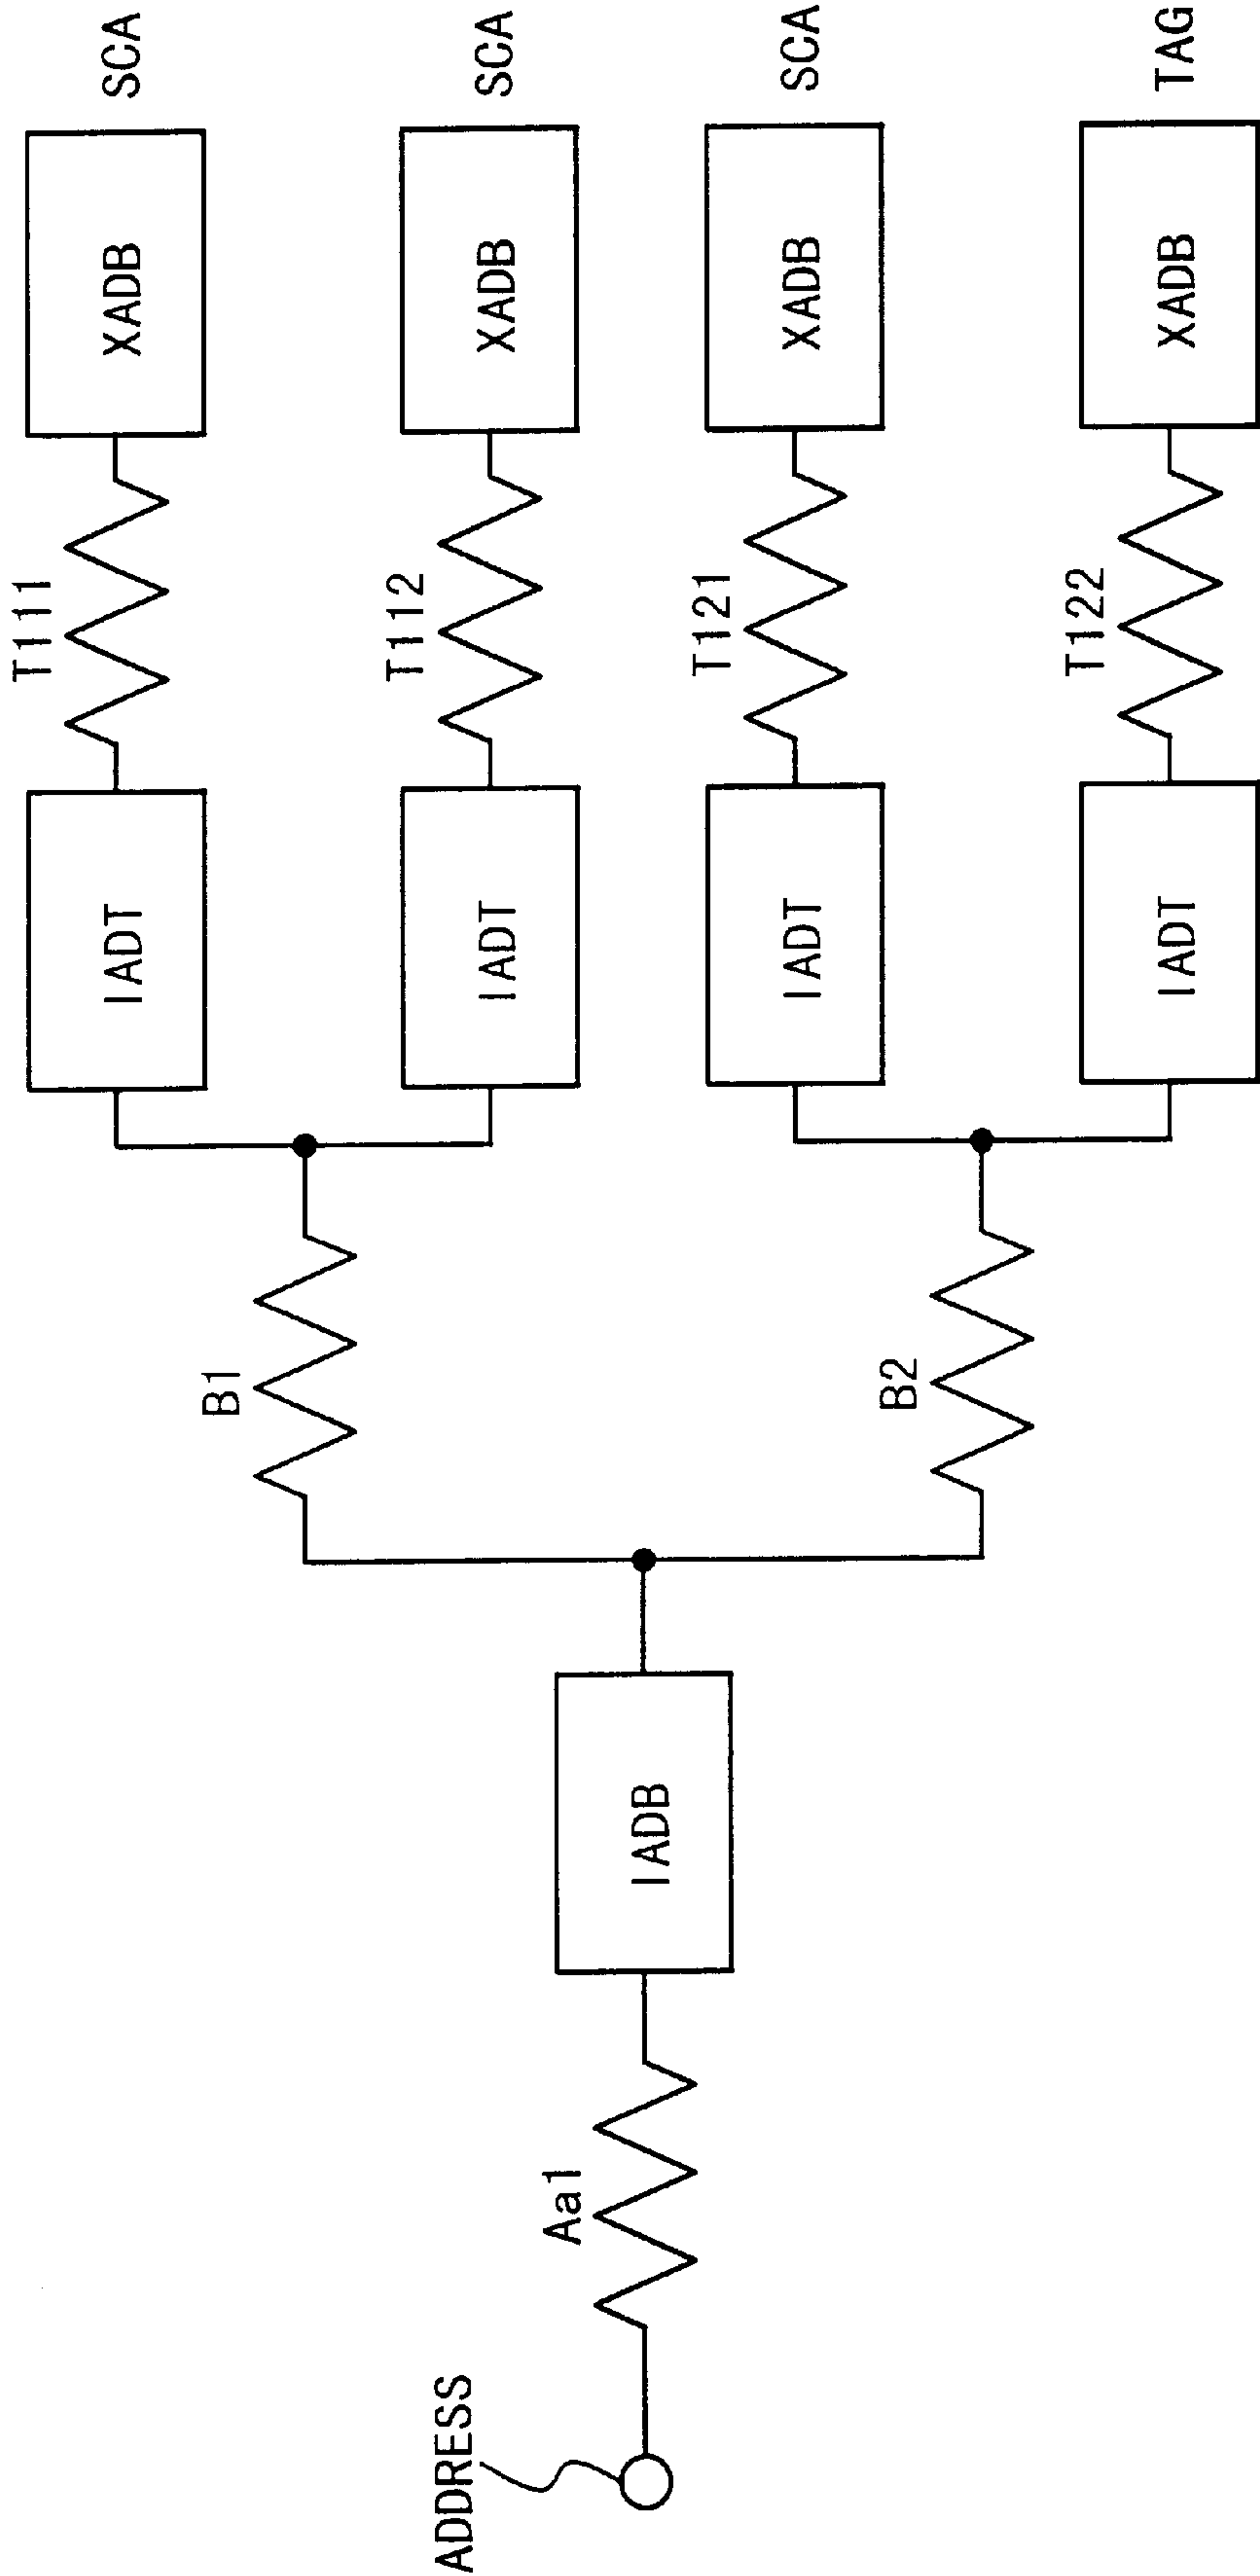 ADDRESS
Aa1
IADB
B1
B2
IADT
T111
XADB
SCA
IADT
T112
XADB
SCA
IADT
T121
XADB
SCA
IADT
T122
XADB
TAG